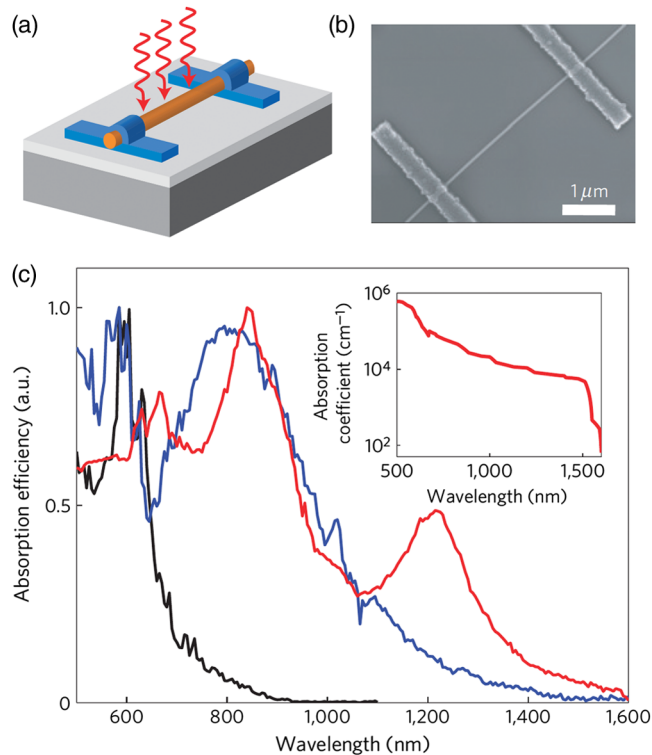 (a)
(b)
1 μm
(c)
Absorption efficiency (a.u.)
1.0
0.5
0
600
800
1,000
1,200
1,400
1,600
Wavelength (nm)
Absorption
coefficient (cm⁻¹)
10⁶
10⁴
10²
500
1,000
1,500
Wavelength (nm)